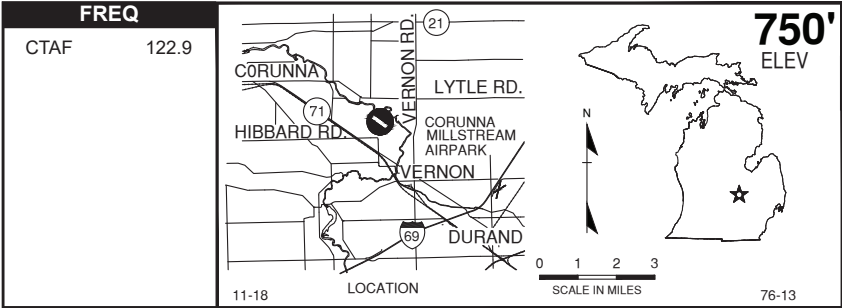 FREQ
CTAF 122.9
21
VERNON RD.
CORUNNA
LYTLE RD.
71
HIBBARD RD.
CORUNNA
MILLSTREAM
AIRPARK
VERNON
69
DURAND
11-18
LOCATION
750'
ELEV
N
0 1 2 3
SCALE IN MILES
76-13